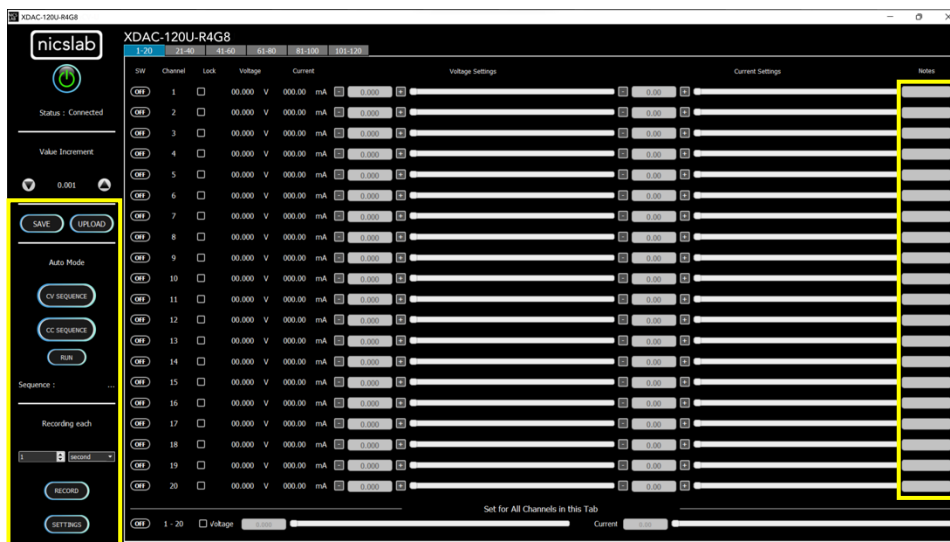 XDAC-120U-R4G8
nicslab
Status : Connected
Value Increment
0.001
SAVE UPLOAD
Auto Mode
CV SEQUENCE
CC SEQUENCE
RUN
Sequence : ...
Recording each
1 second
RECORD
SETTINGS
XDAC-120U-R4G8
1-20 21-40 41-60 61-80 81-100 101-120
SW Channel Lock Voltage Current Voltage Settings Current Settings Notes
OFF 1 00.000 V 000.00 mA - 0.000 + - 0.00 +
OFF 2 00.000 V 000.00 mA - 0.000 + - 0.00 +
OFF 3 00.000 V 000.00 mA - 0.000 + - 0.00 +
OFF 4 00.000 V 000.00 mA - 0.000 + - 0.00 +
OFF 5 00.000 V 000.00 mA - 0.000 + - 0.00 +
OFF 6 00.000 V 000.00 mA - 0.000 + - 0.00 +
OFF 7 00.000 V 000.00 mA - 0.000 + - 0.00 +
OFF 8 00.000 V 000.00 mA - 0.000 + - 0.00 +
OFF 9 00.000 V 000.00 mA - 0.000 + - 0.00 +
OFF 10 00.000 V 000.00 mA - 0.000 + - 0.00 +
OFF 11 00.000 V 000.00 mA - 0.000 + - 0.00 +
OFF 12 00.000 V 000.00 mA - 0.000 + - 0.00 +
OFF 13 00.000 V 000.00 mA - 0.000 + - 0.00 +
OFF 14 00.000 V 000.00 mA - 0.000 + - 0.00 +
OFF 15 00.000 V 000.00 mA - 0.000 + - 0.00 +
OFF 16 00.000 V 000.00 mA - 0.000 + - 0.00 +
OFF 17 00.000 V 000.00 mA - 0.000 + - 0.00 +
OFF 18 00.000 V 000.00 mA - 0.000 + - 0.00 +
OFF 19 00.000 V 000.00 mA - 0.000 + - 0.00 +
OFF 20 00.000 V 000.00 mA - 0.000 + - 0.00 +
Set for All Channels in this Tab
OFF 1 - 20 Voltage 0.000 Current 0.00